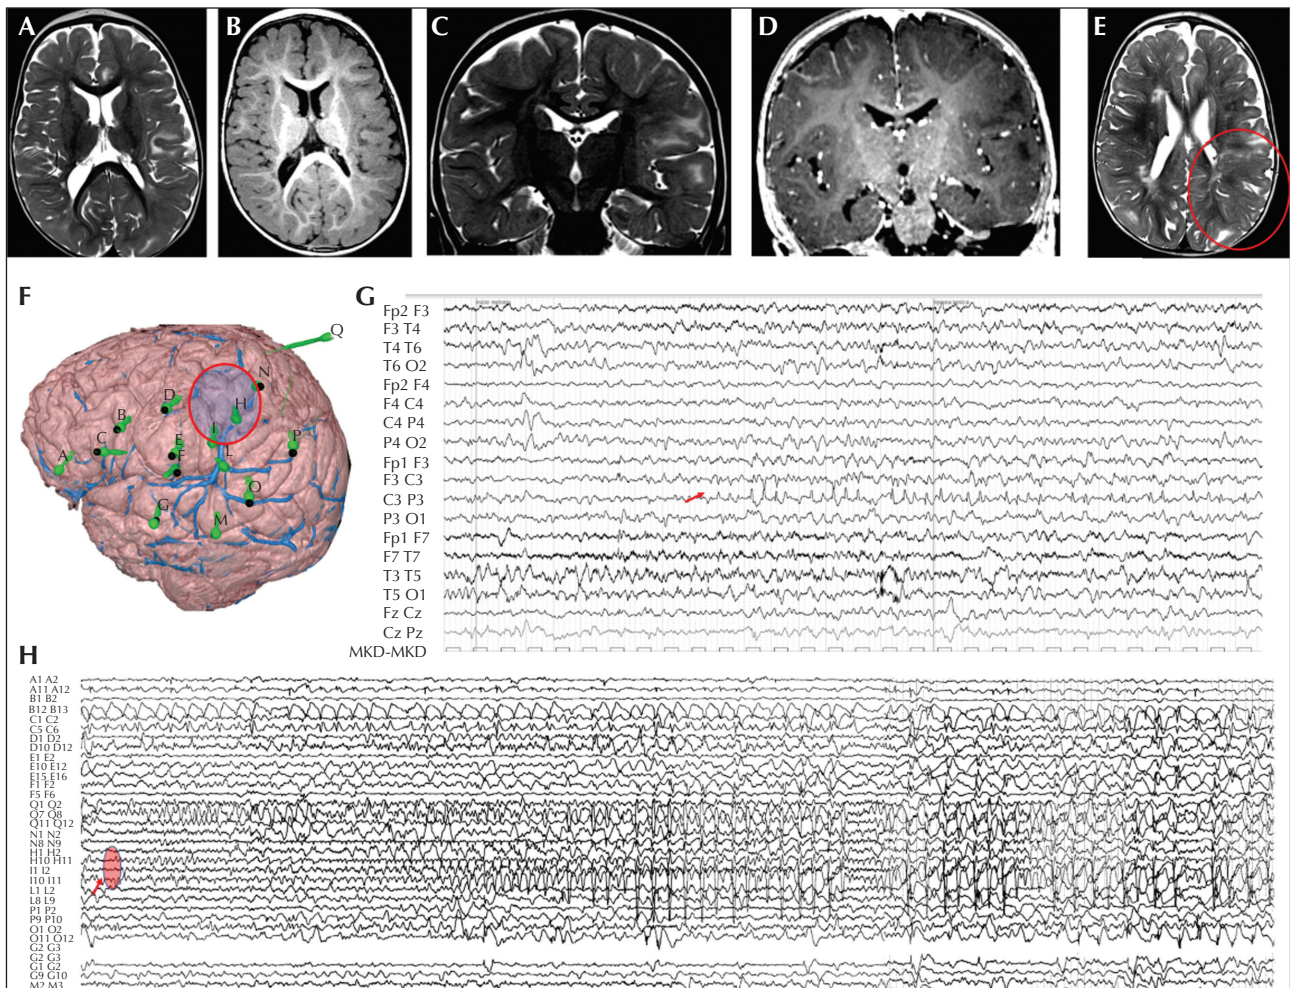 A B C D E
F
G
Q
N
D
H
B
I
C
E
P
A
F
L
O
G
M
Fp2 F3
F3 T4
T4 T6
T6 O2
Fp2 F4
F4 C4
C4 P4
P4 O2
Fp1 F3
F3 C3
C3 P3
P3 O1
Fp1 F7
F7 T7
T3 T5
T5 O1
Fz Cz
Cz Pz
MKD-MKD
H
A1 A2
A11 A12
B1 B2
B12 B13
C1 C2
C5 C6
D1 D2
D10 D12
E1 E2
E10 E12
E15 E16
F1 F2
F5 F6
Q1 Q2
Q7 Q8
Q11 Q12
N1 N2
N8 N9
H1 H2
H10 H11
I1 I2
I10 I11
L1 L2
L8 L9
P1 P2
P9 P10
O1 O2
O11 O12
G2 G3
G2 G3
G1 G2
G9 G10
M2 M3